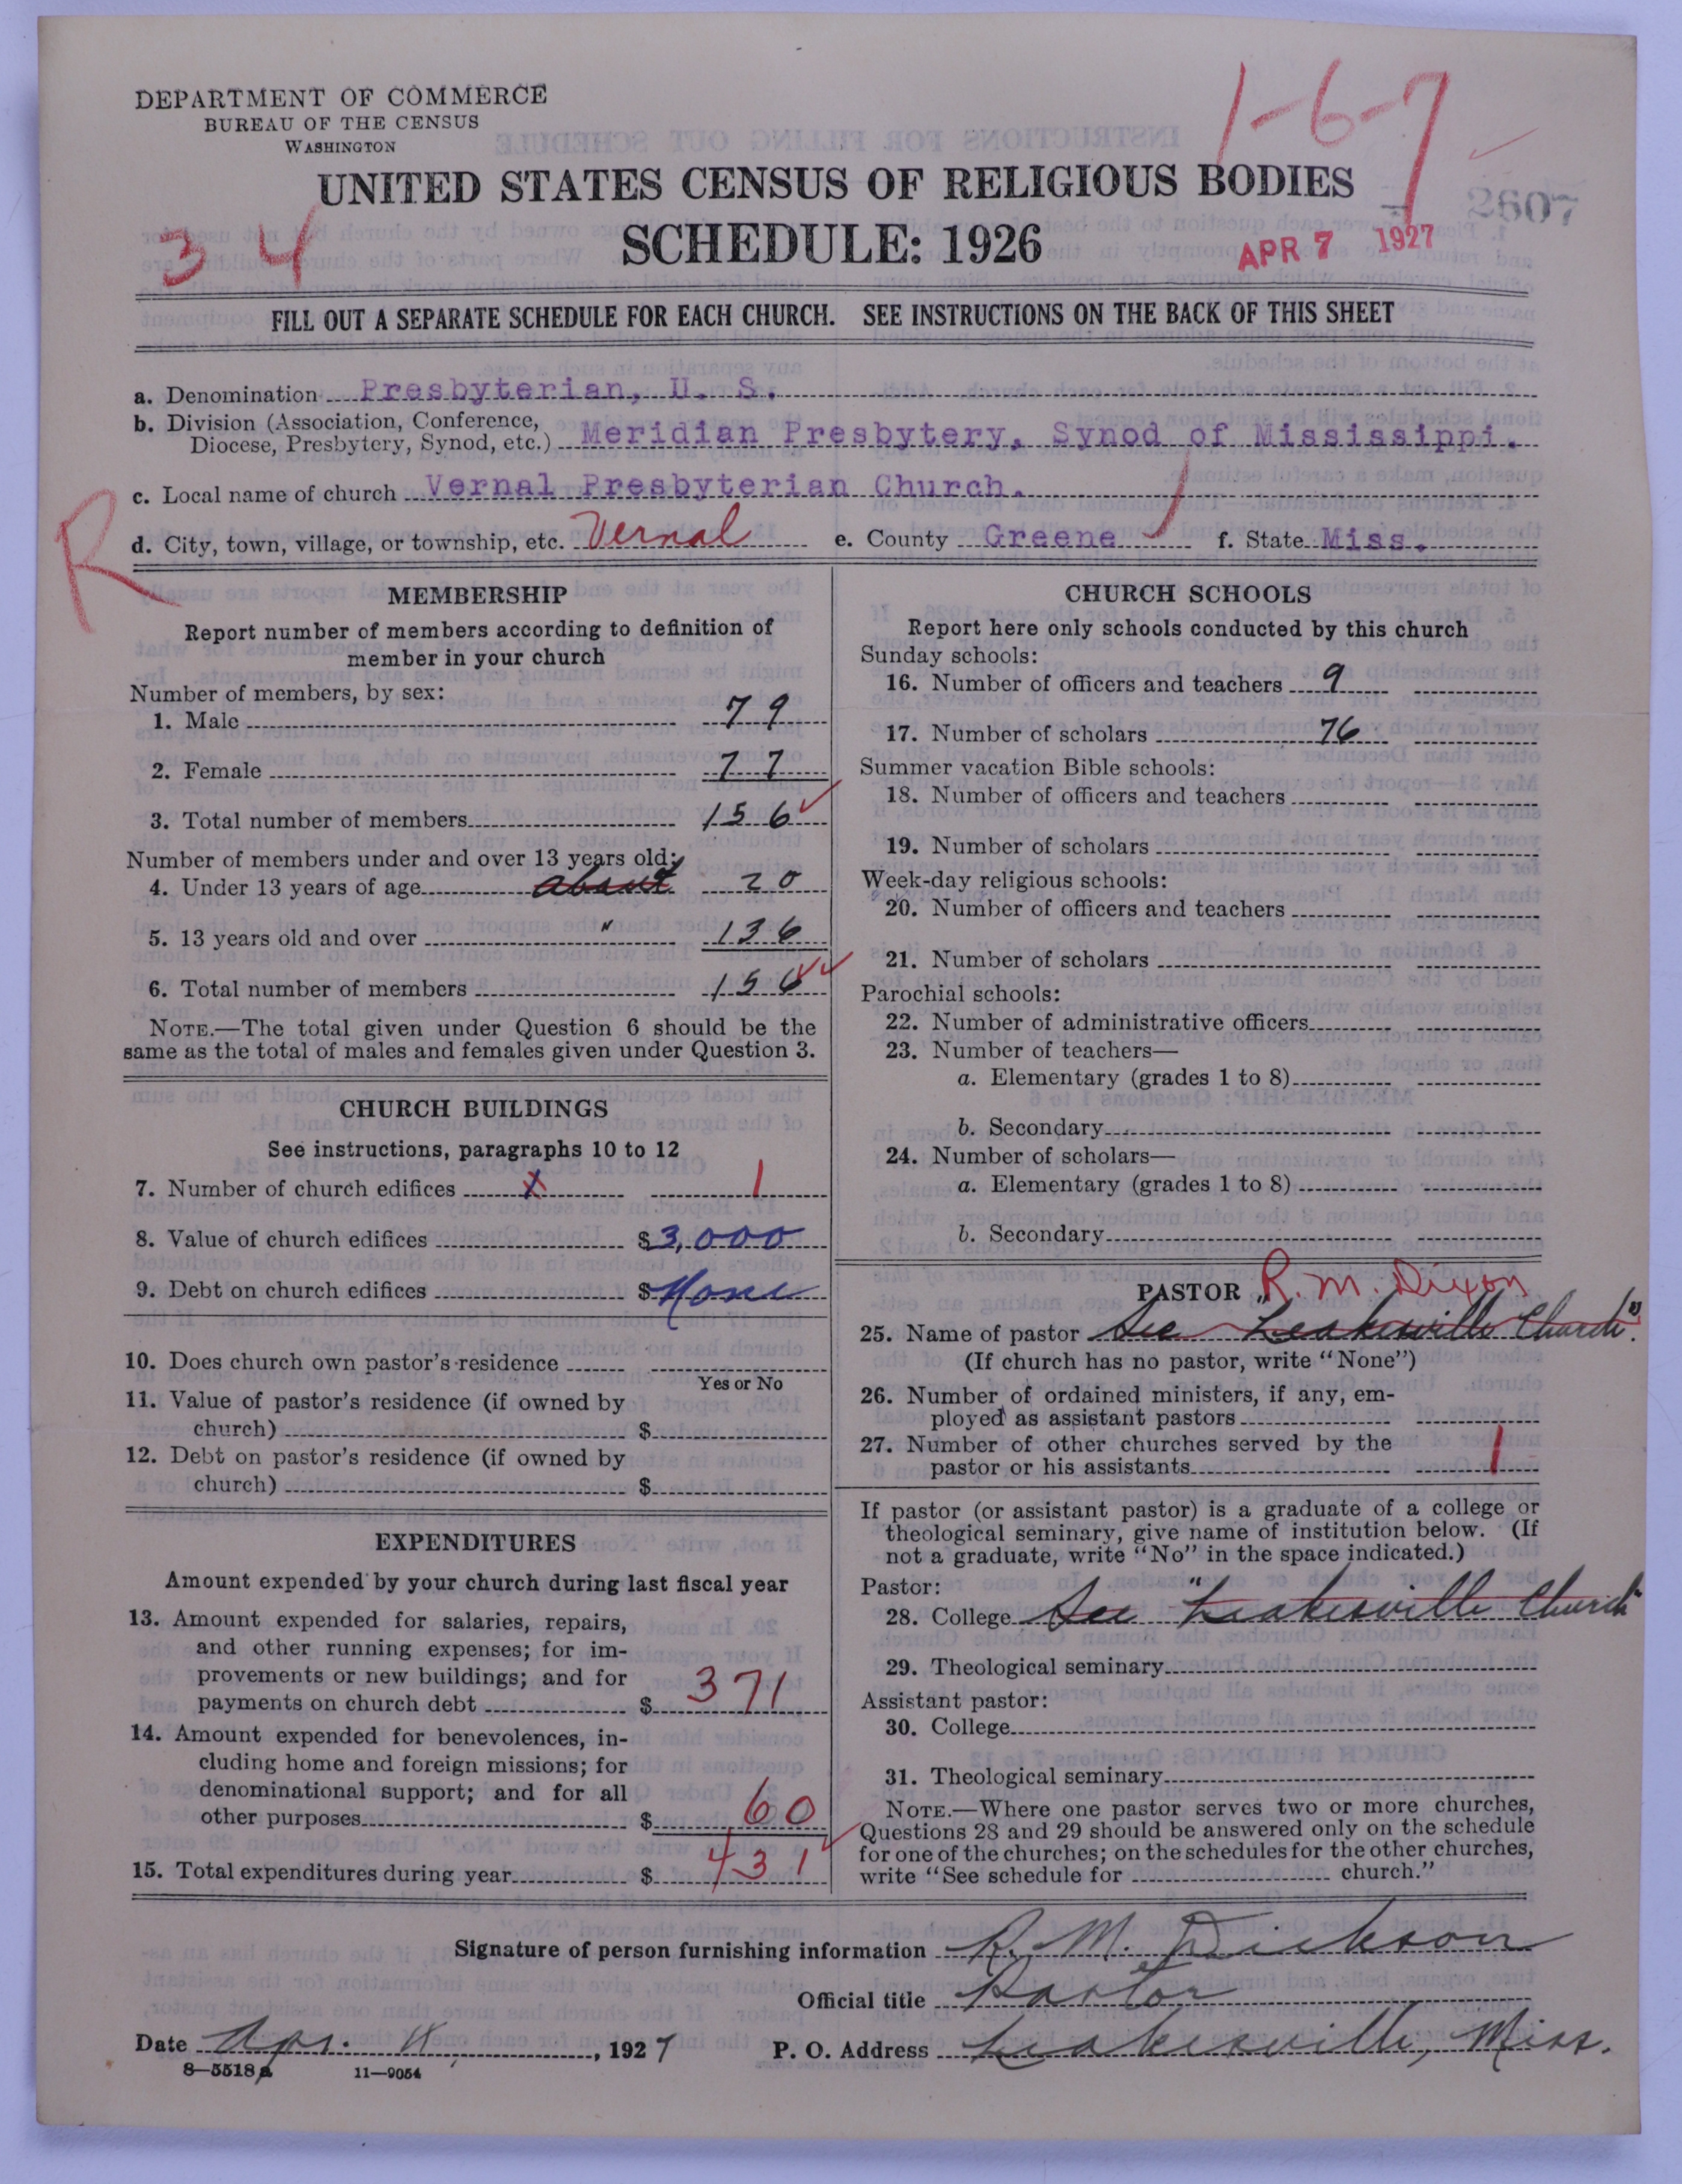 DEPARTMENT OF COMMERCE
BUREAU OF THE CENSUS
WASHINGTON
1-6-7
UNITED STATES CENSUS OF RELIGIOUS BODIES
2607
34
SCHEDULE: 1926
APR 7 1927
FILL OUT A SEPARATE SCHEDULE FOR EACH CHURCH. SEE INSTRUCTIONS ON THE BACK OF THIS SHEET
a. Denomination Presbyterian, U. S.
b. Division (Association, Conference,
Diocese, Presbytery, Synod, etc.) Meridian Presbytery, Synod of Mississippi.
c. Local name of church Vernal Presbyterian Church.
R
d. City, town, village, or township, etc. Vernal e. County Greene f. State Miss.
MEMBERSHIP
Report number of members according to definition of
member in your church
Number of members, by sex:
1. Male 79
2. Female 77
3. Total number of members 156
Number of members under and over 13 years old:
4. Under 13 years of age about 20
5. 13 years old and over " 136
6. Total number of members 156
NOTE.—The total given under Question 6 should be the
same as the total of males and females given under Question 3.
CHURCH BUILDINGS
See instructions, paragraphs 10 to 12
7. Number of church edifices 1 1
8. Value of church edifices $3,000
9. Debt on church edifices $None
10. Does church own pastor's residence
Yes or No
11. Value of pastor's residence (if owned by
church) $
12. Debt on pastor's residence (if owned by
church) $
EXPENDITURES
Amount expended by your church during last fiscal year
13. Amount expended for salaries, repairs,
and other running expenses; for im-
provements or new buildings; and for
payments on church debt $ 371
14. Amount expended for benevolences, in-
cluding home and foreign missions; for
denominational support; and for all
other purposes $ 60
15. Total expenditures during year $ 431
CHURCH SCHOOLS
Report here only schools conducted by this church
Sunday schools:
16. Number of officers and teachers 9
17. Number of scholars 76
Summer vacation Bible schools:
18. Number of officers and teachers
19. Number of scholars
Week-day religious schools:
20. Number of officers and teachers
21. Number of scholars
Parochial schools:
22. Number of administrative officers
23. Number of teachers—
a. Elementary (grades 1 to 8)
b. Secondary
24. Number of scholars—
a. Elementary (grades 1 to 8)
b. Secondary
PASTOR R. M. Dixon
25. Name of pastor See "Leakesville Church".
(If church has no pastor, write "None")
26. Number of ordained ministers, if any, em-
ployed as assistant pastors
27. Number of other churches served by the
pastor or his assistants 1
If pastor (or assistant pastor) is a graduate of a college or
theological seminary, give name of institution below. (If
not a graduate, write "No" in the space indicated.)
Pastor:
28. College See "Leakesville Church"
29. Theological seminary
Assistant pastor:
30. College
31. Theological seminary
NOTE.—Where one pastor serves two or more churches,
Questions 28 and 29 should be answered only on the schedule
for one of the churches; on the schedules for the other churches,
write "See schedule for church."
Signature of person furnishing information R. M. Dickson
Official title Pastor
Date Apr. , 1927 P. O. Address Leakesville, Miss.
8—5518a 11—9054